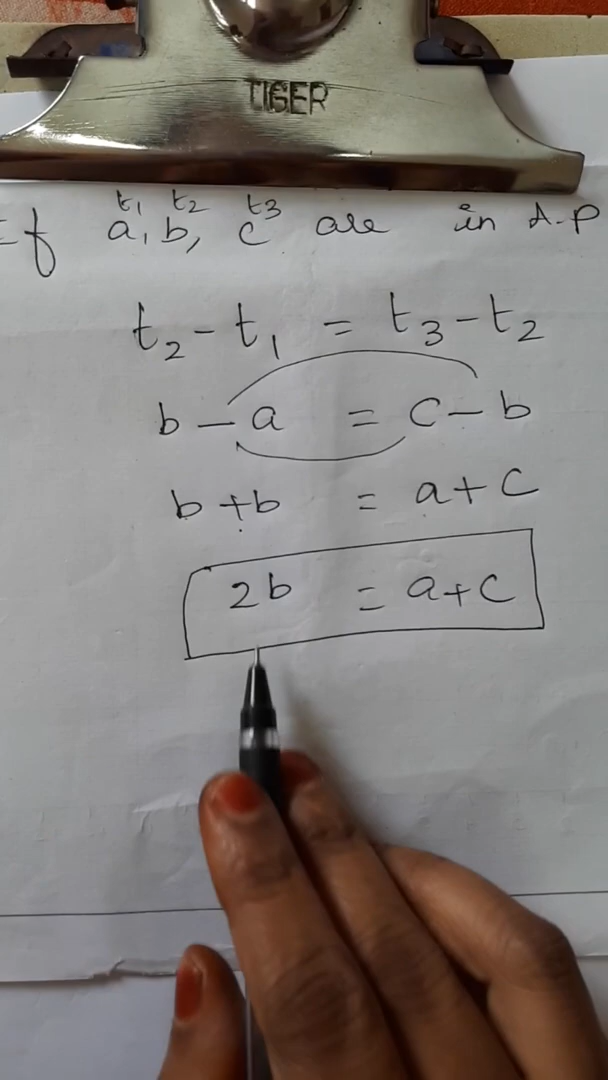 TIGER
t₁ t₂ t₃
If a, b, c are in A.P
t₂ - t₁ = t₃ - t₂
b - a = c - b
b + b = a + c
2b = a + c